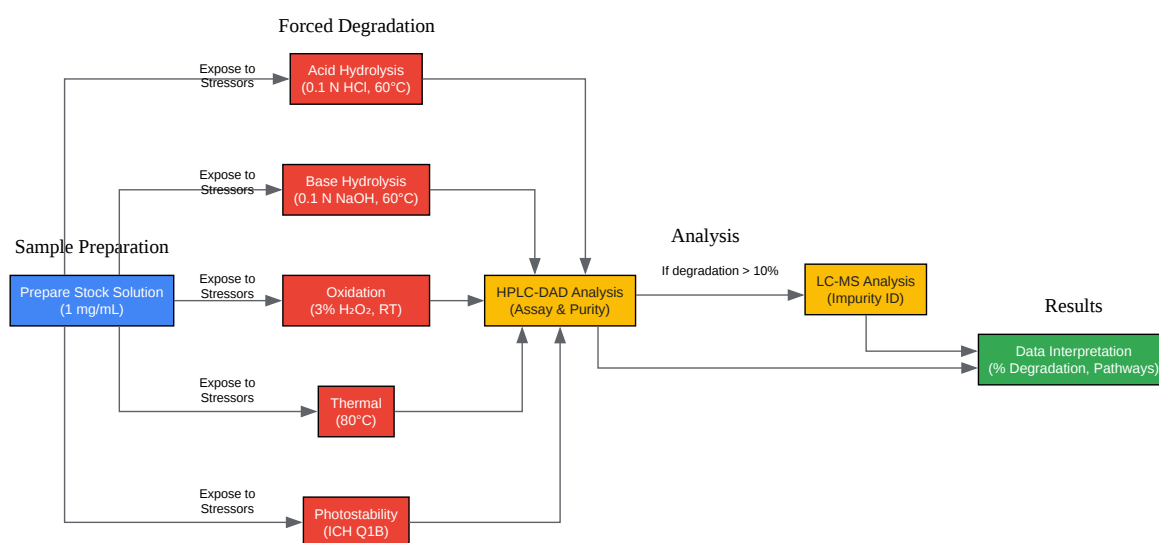 Forced Degradation
Expose to
Stressors
Acid Hydrolysis
(0.1 N HCl, 60°C)
Expose to
Stressors
Base Hydrolysis
(0.1 N NaOH, 60°C)
Sample Preparation
Prepare Stock Solution
(1 mg/mL)
Expose to
Stressors
Oxidation
(3% H₂O₂, RT)
HPLC-DAD Analysis
(Assay & Purity)
Analysis
If degradation > 10%
LC-MS Analysis
(Impurity ID)
Results
Data Interpretation
(% Degradation, Pathways)
Expose to
Stressors
Thermal
(80°C)
Expose to
Stressors
Photostability
(ICH Q1B)